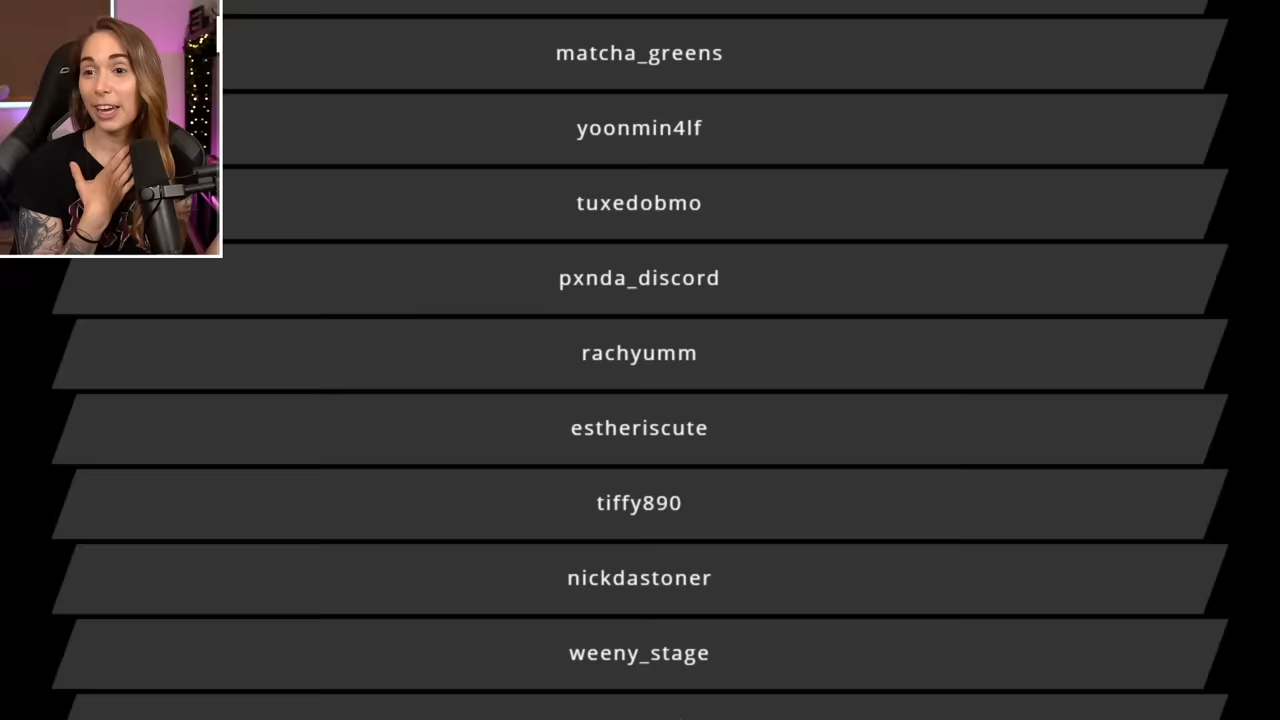 matcha_greens
yoonmin4lf
tuxedobmo
pxnda_discord
rachyumm
estheriscute
tiffy890
nickdastoner
weeny_stage